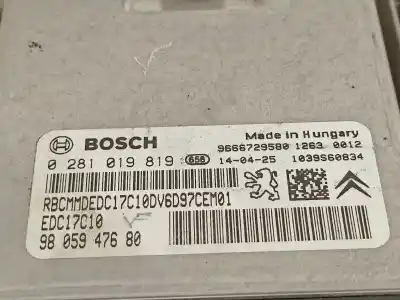 BOSCH
Made in Hungary
9666729580 1263 0012
0 281 019 819 656 14-04-25 1039S60834
RBCMMDEDC17C10DV6D97CEM01
EDC17C10
98 059 476 80